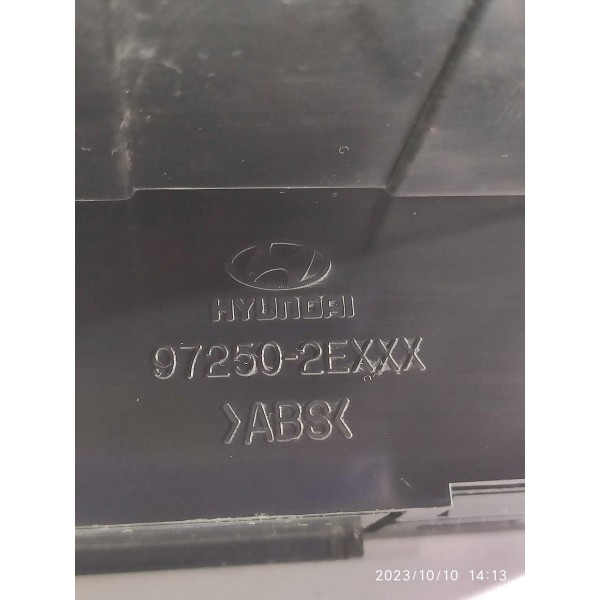 HYUNDAI
97250-2EXXX
>ABS<
2023/10/10 14:13